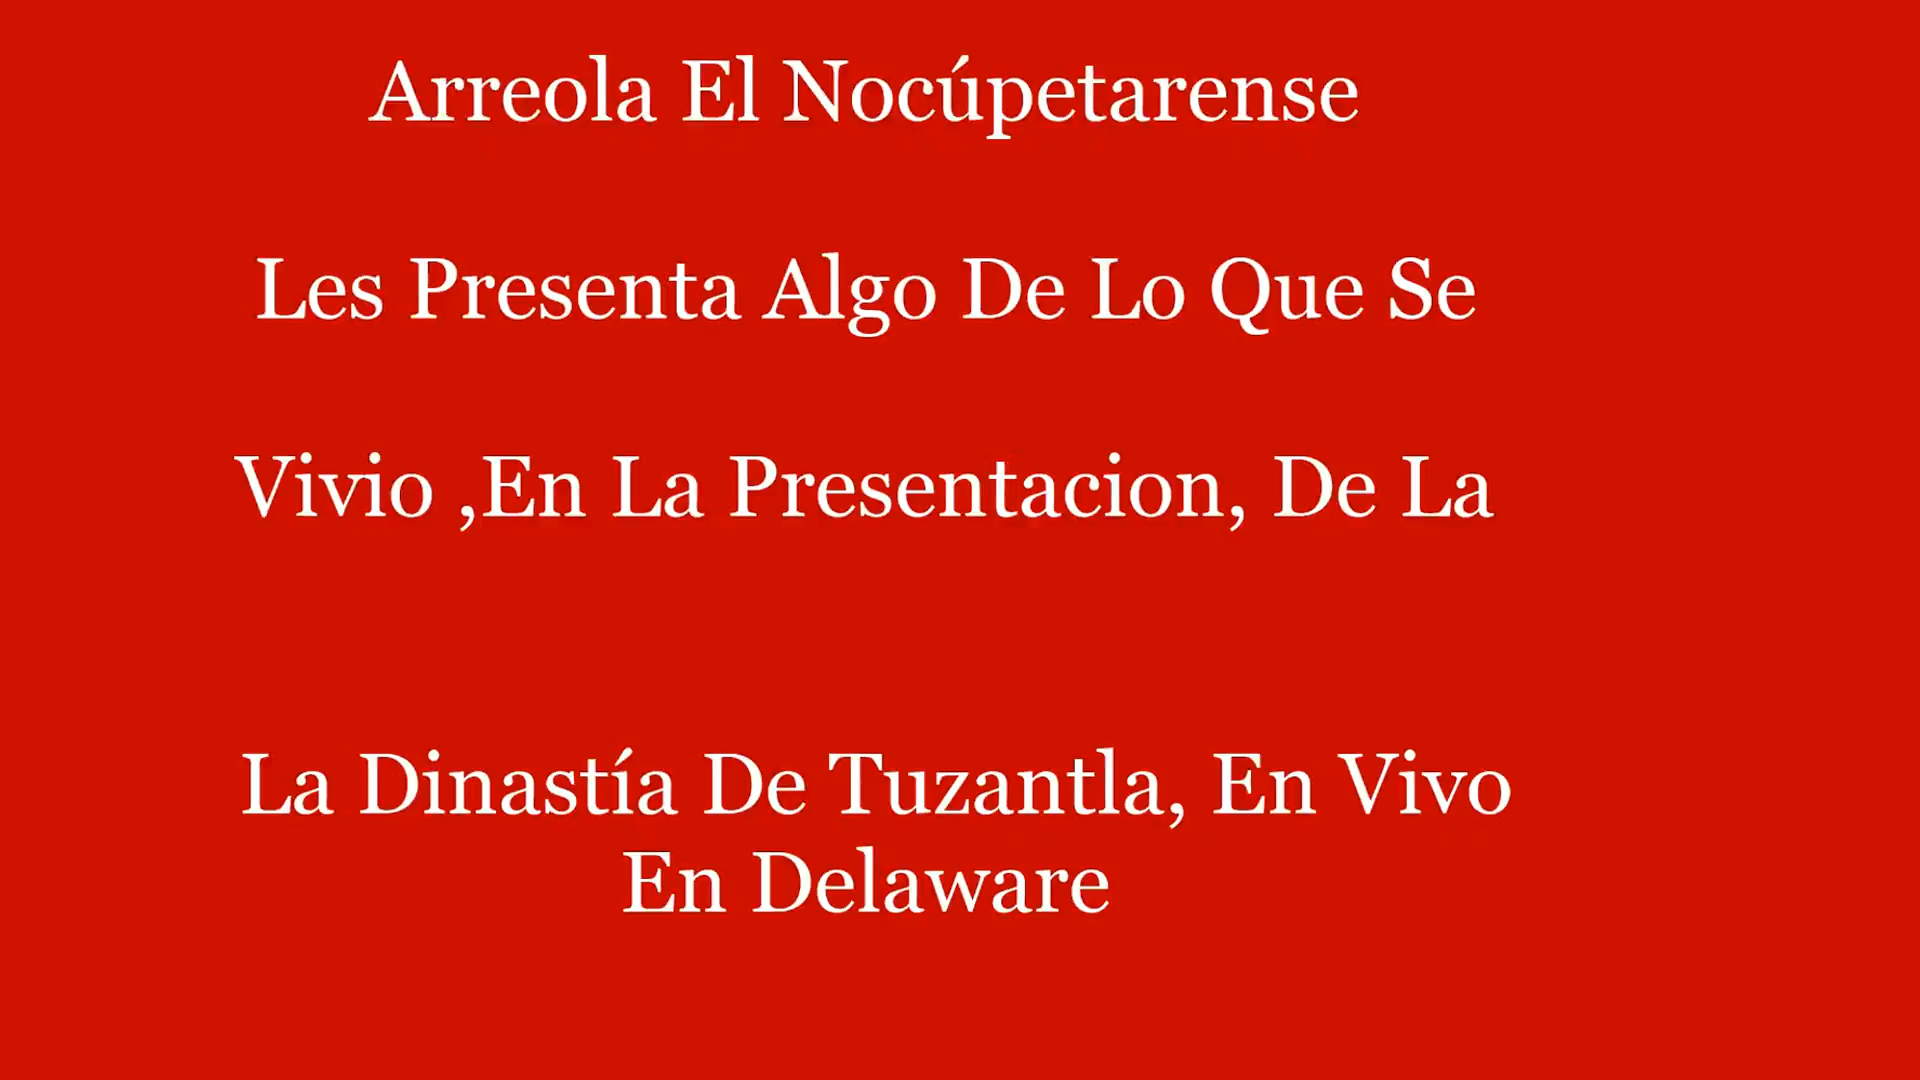 Arreola El Nocúpetarense
Les Presenta Algo De Lo Que Se
Vivio ,En La Presentacion, De La
La Dinastía De Tuzantla, En Vivo
En Delaware